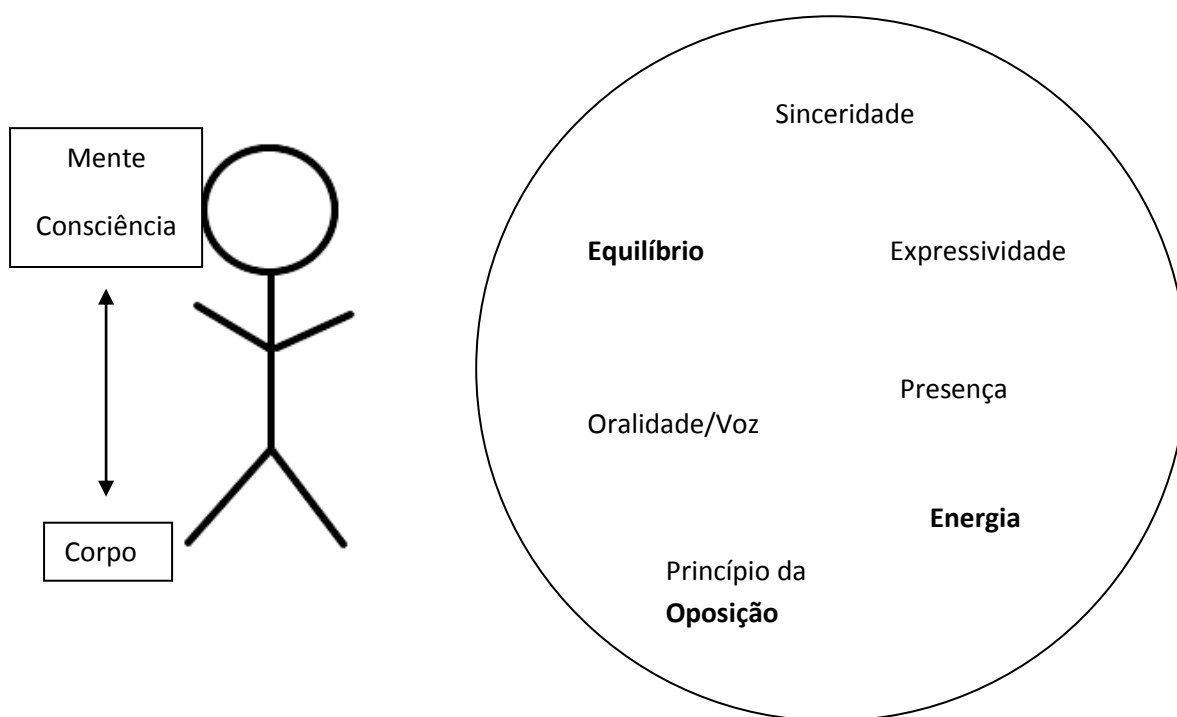 Mente
Consciência
Corpo
Sinceridade
Equilíbrio
Expressividade
Presença
Oralidade/Voz
Energia
Princípio da
Oposição